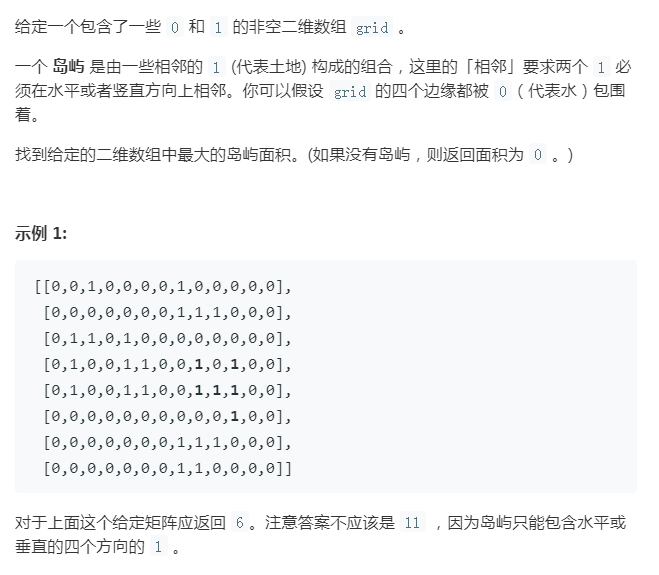 给定一个包含了一些 0 和 1 的非空二维数组 grid 。
一个 岛屿 是由一些相邻的 1 (代表土地) 构成的组合，这里的「相邻」要求两个 1 必
须在水平或者竖直方向上相邻。你可以假设 grid 的四个边缘都被 0（代表水）包围
着。
找到给定的二维数组中最大的岛屿面积。(如果没有岛屿，则返回面积为 0 。)
示例 1:
[[0,0,1,0,0,0,0,1,0,0,0,0,0],
[0,0,0,0,0,0,0,1,1,1,0,0,0],
[0,1,1,0,1,0,0,0,0,0,0,0,0],
[0,1,0,0,1,1,0,0,1,0,1,0,0],
[0,1,0,0,1,1,0,0,1,1,1,0,0],
[0,0,0,0,0,0,0,0,0,0,1,0,0],
[0,0,0,0,0,0,0,1,1,1,0,0,0],
[0,0,0,0,0,0,0,1,1,0,0,0,0]]
对于上面这个给定矩阵应返回 6 。注意答案不应该是 11 ，因为岛屿只能包含水平或
垂直的四个方向的 1 。